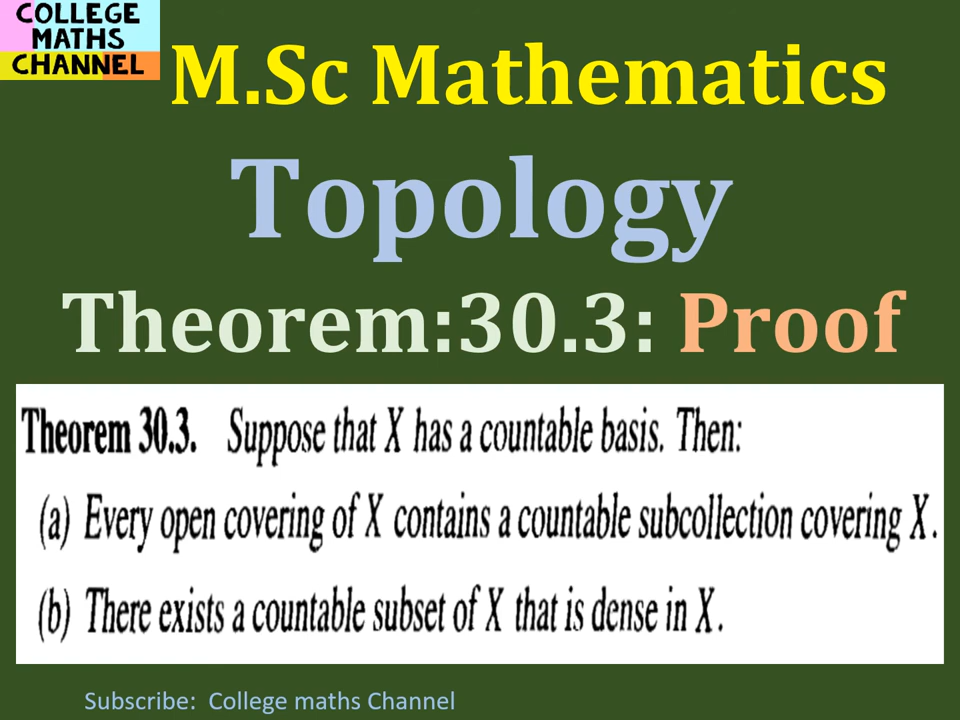 COLLEGE
MATHS
CHANNEL
M.Sc Mathematics
Topology
Theorem:30.3: Proof
Theorem 30.3. Suppose that X has a countable basis. Then:
(a) Every open covering of X contains a countable subcollection covering X.
(b) There exists a countable subset of X that is dense in X.
Subscribe: College maths Channel